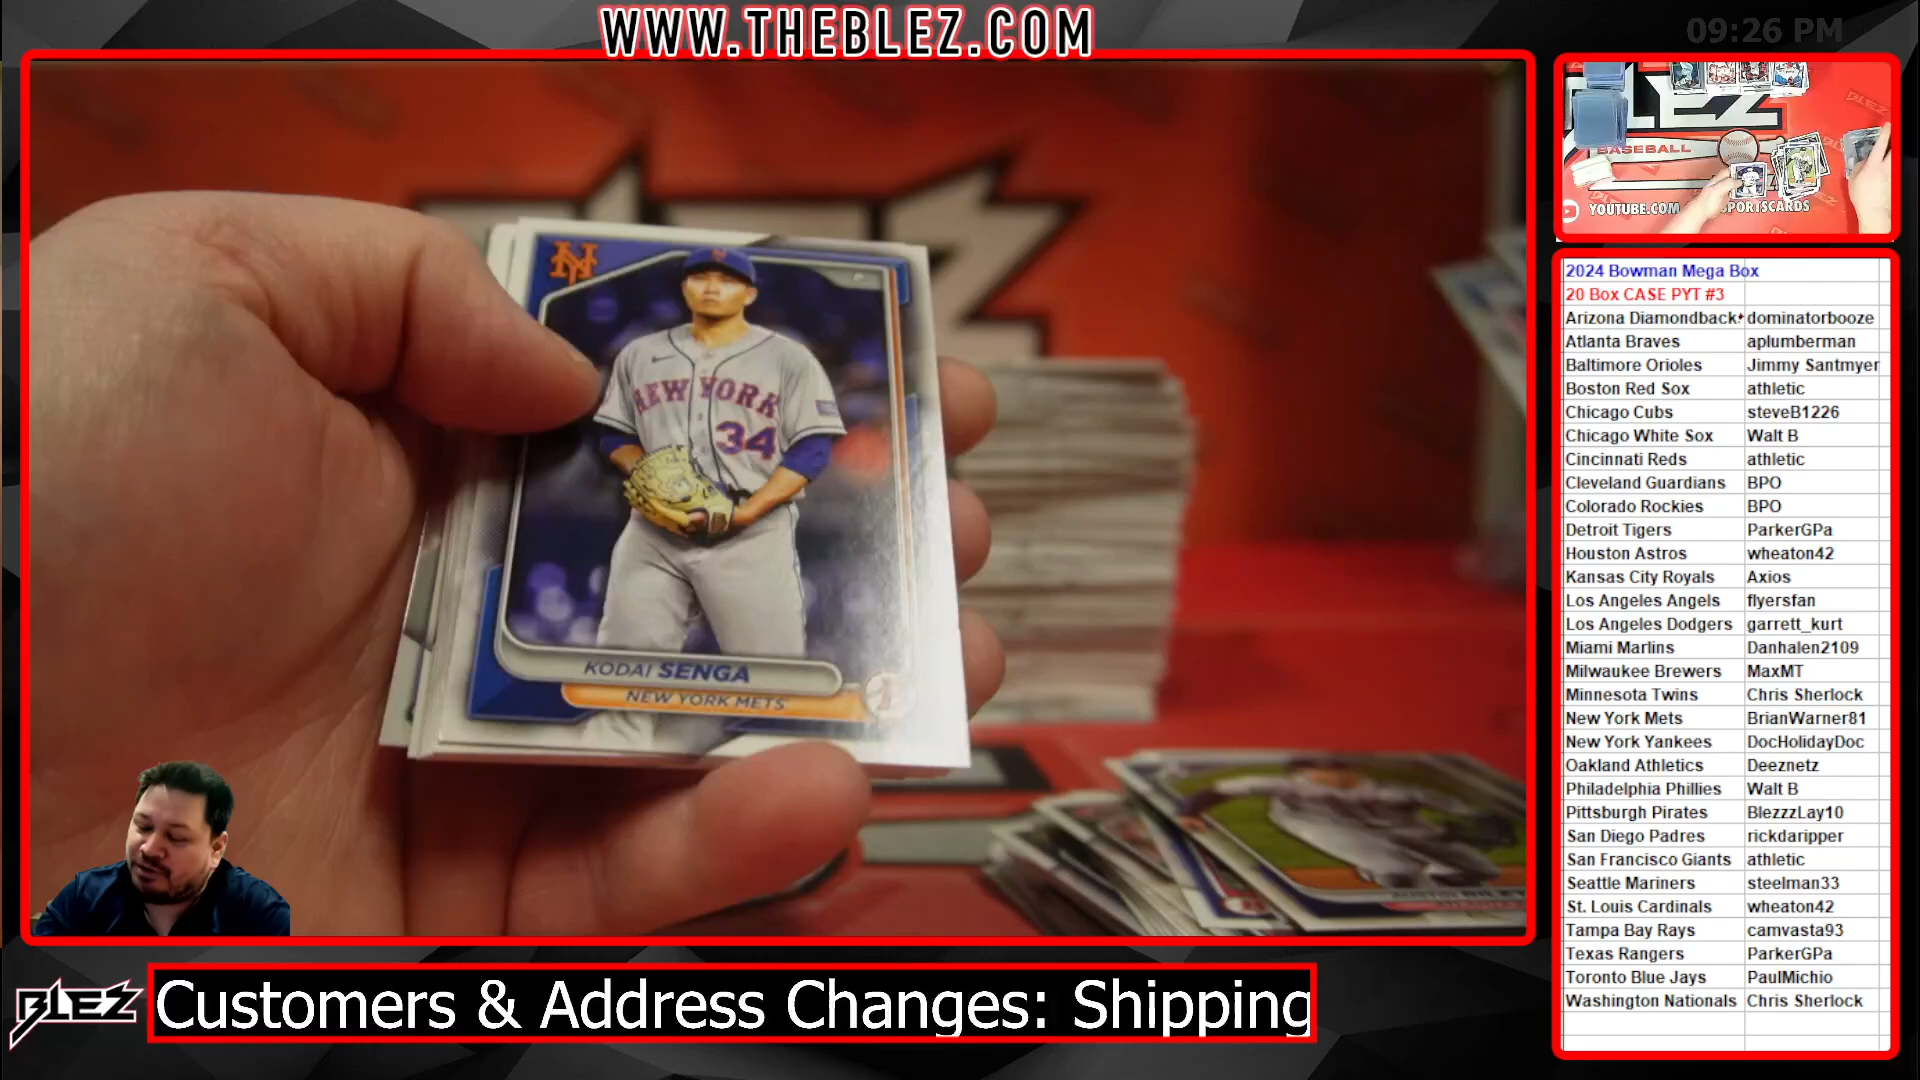 WWW.THEBLEZ.COM
09:26 PM
NEW YORK
34
KODAI SENGA
NEW YORK METS
BASEBALL
YOUTUBE.COM
SPORTSCARDS
2024 Bowman Mega Box
20 Box CASE PYT #3
Arizona Diamondback dominatorbooze
Atlanta Braves aplumberman
Baltimore Orioles Jimmy Santmyer
Boston Red Sox athletic
Chicago Cubs steveB1226
Chicago White Sox Walt B
Cincinnati Reds athletic
Cleveland Guardians BPO
Colorado Rockies BPO
Detroit Tigers ParkerGPa
Houston Astros wheaton42
Kansas City Royals Axios
Los Angeles Angels flyersfan
Los Angeles Dodgers garrett_kurt
Miami Marlins Danhalen2109
Milwaukee Brewers MaxMT
Minnesota Twins Chris Sherlock
New York Mets BrianWarner81
New York Yankees DocHolidayDoc
Oakland Athletics Deeznetz
Philadelphia Phillies Walt B
Pittsburgh Pirates BlezzzLay10
San Diego Padres rickdaripper
San Francisco Giants athletic
Seattle Mariners steelman33
St. Louis Cardinals wheaton42
Tampa Bay Rays camvasta93
Texas Rangers ParkerGPa
Toronto Blue Jays PaulMichio
Washington Nationals Chris Sherlock
BLEZ
Customers & Address Changes: Shipping